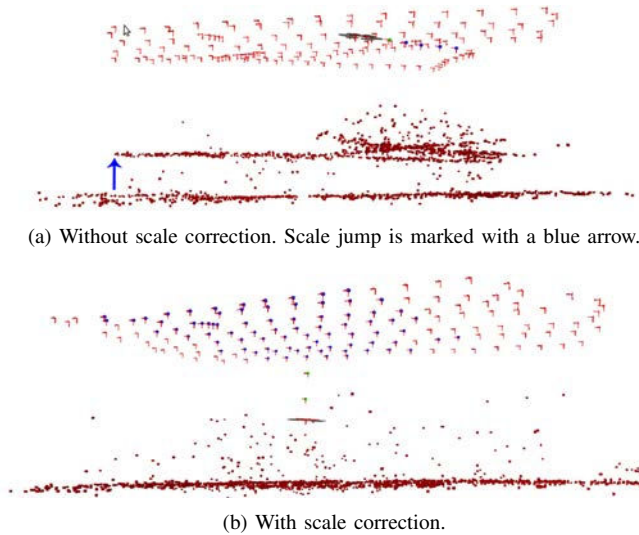 (a) Without scale correction. Scale jump is marked with a blue arrow.
(b) With scale correction.